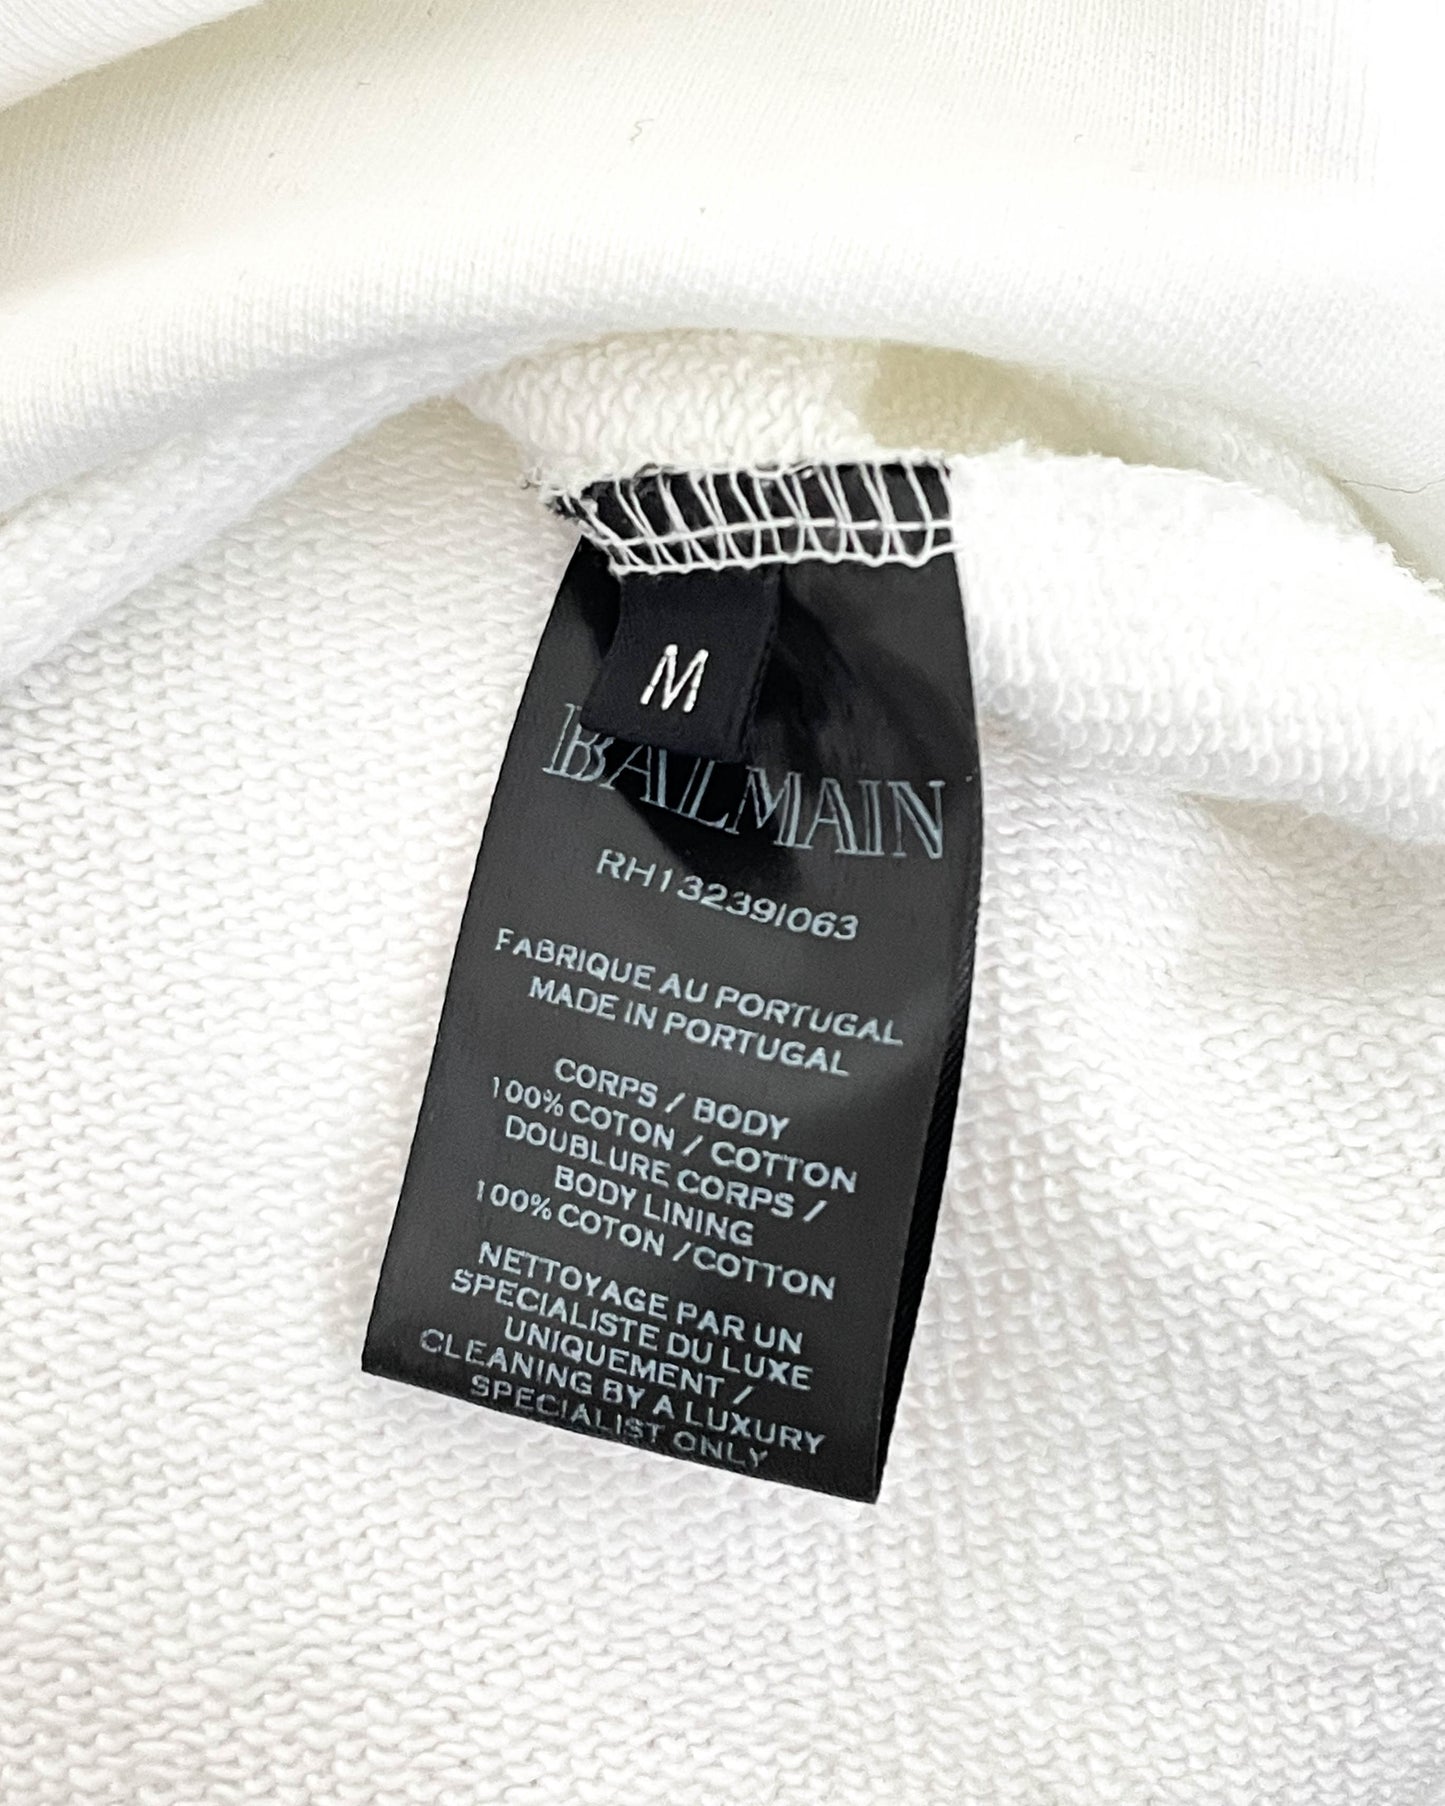 M
BALMAIN
RH13239I063
FABRIQUE AU PORTUGAL
MADE IN PORTUGAL
CORPS / BODY
100% COTON / COTTON
DOUBLURE CORPS /
BODY LINING
100% COTON /COTTON
NETTOYAGE PAR UN
SPECIALISTE DU LUXE
UNIQUEMENT /
CLEANING BY A LUXURY
SPECIALIST ONLY